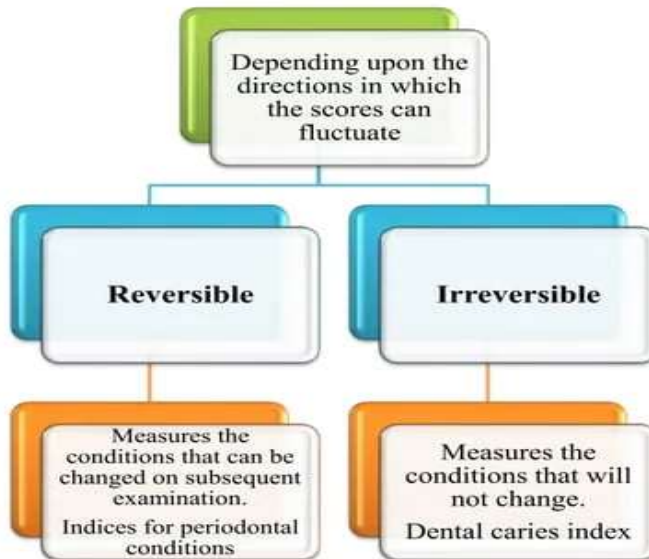 Depending upon the
directions in which
the scores can
fluctuate
Reversible
Irreversible
Measures the
conditions that can be
changed on subsequent
examination.
Indices for periodontal
conditions
Measures the
conditions that will
not change.
Dental caries index